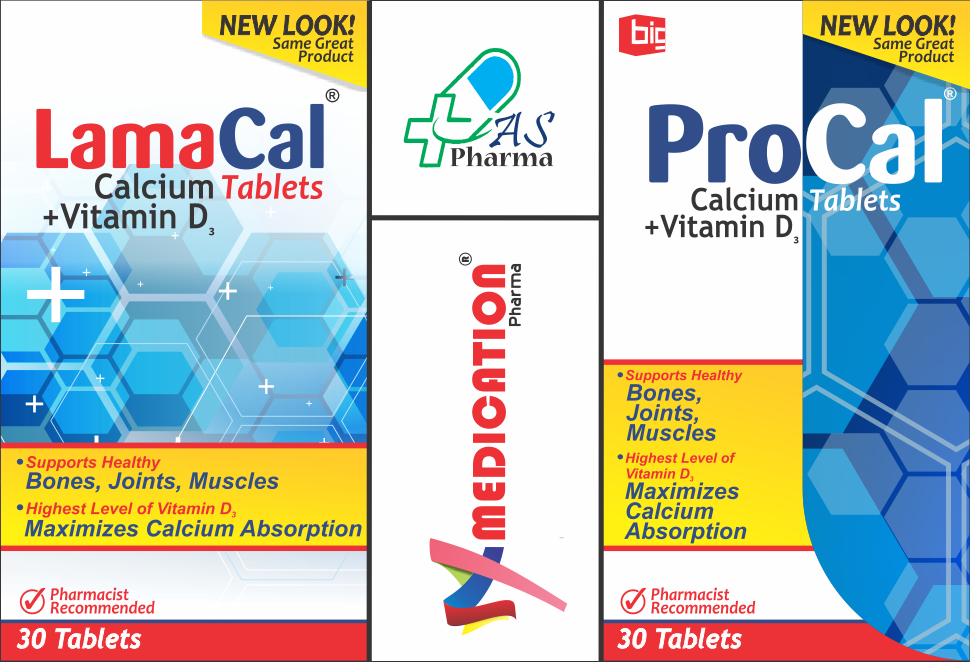 NEW LOOK!
Same Great
Product
LamaCal®
Calcium Tablets
+Vitamin D₃
•Supports Healthy
Bones, Joints, Muscles
•Highest Level of Vitamin D₃
Maximizes Calcium Absorption
Pharmacist
Recommended
30 Tablets
AS
Pharma
MEDICATION®
Pharma
big
NEW LOOK!
Same Great
Product
ProCal®
Calcium Tablets
+Vitamin D₃
•Supports Healthy
Bones,
Joints,
Muscles
•Highest Level of
Vitamin D₃
Maximizes
Calcium
Absorption
Pharmacist
Recommended
30 Tablets